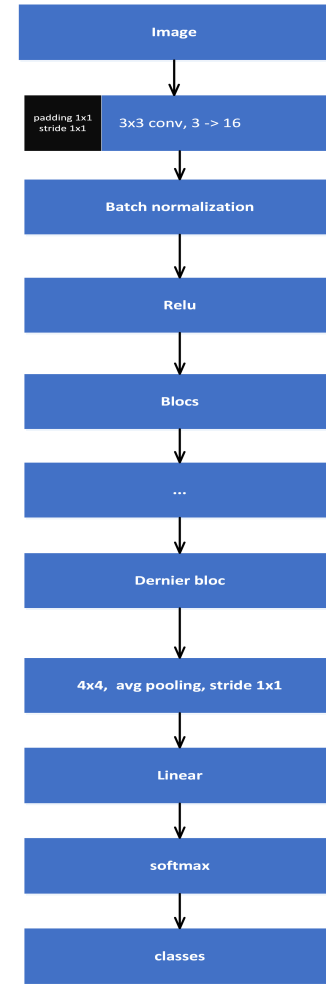 Image
padding 1x1
stride 1x1
3x3 conv, 3 -> 16
Batch normalization
Relu
Blocs
...
Dernier bloc
4x4, avg pooling, stride 1x1
Linear
softmax
classes